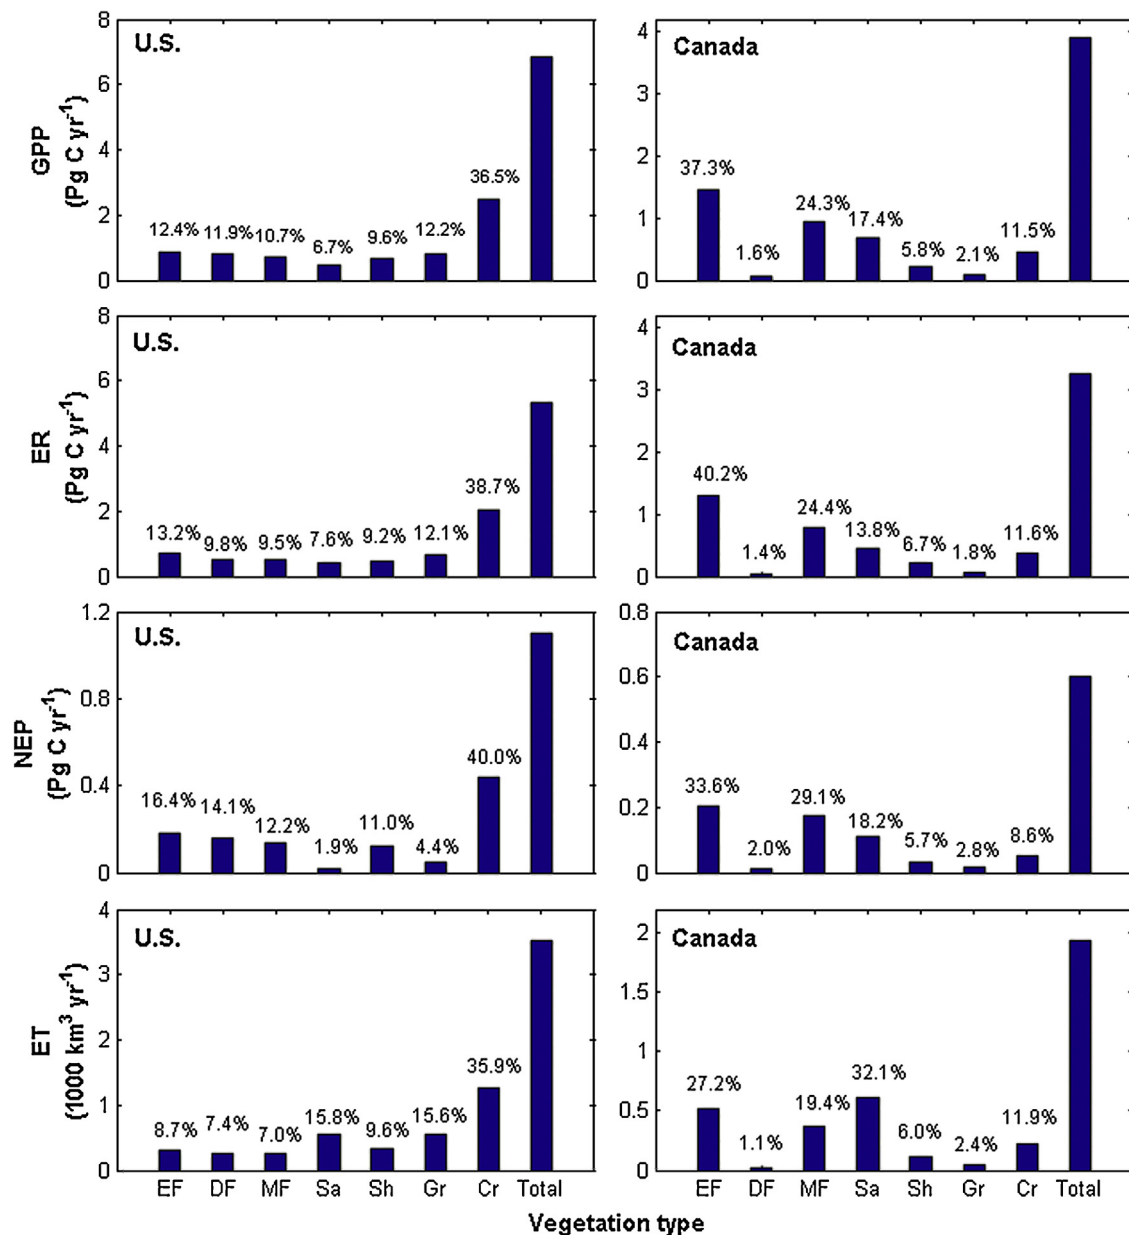 U.S.
Canada
GPP
(Pg C yr-1)
8
6
4
2
0
12.4% 11.9% 10.7% 6.7% 9.6% 12.2% 36.5%
4
3
2
1
0
37.3% 1.6% 24.3% 17.4% 5.8% 2.1% 11.5%
U.S.
Canada
ER
(Pg C yr-1)
8
6
4
2
0
13.2% 9.8% 9.5% 7.6% 9.2% 12.1% 38.7%
4
3
2
1
0
40.2% 1.4% 24.4% 13.8% 6.7% 1.8% 11.6%
U.S.
Canada
NEP
(Pg C yr-1)
1.2
0.8
0.4
0
16.4% 14.1% 12.2% 1.9% 11.0% 4.4% 40.0%
0.8
0.6
0.4
0.2
0
33.6% 2.0% 29.1% 18.2% 5.7% 2.8% 8.6%
U.S.
Canada
ET
(1000 km3 yr-1)
4
3
2
1
0
8.7% 7.4% 7.0% 15.8% 9.6% 15.6% 35.9%
2
1.5
1
0.5
0
27.2% 1.1% 19.4% 32.1% 6.0% 2.4% 11.9%
EF DF MF Sa Sh Gr Cr Total
EF DF MF Sa Sh Gr Cr Total
Vegetation type